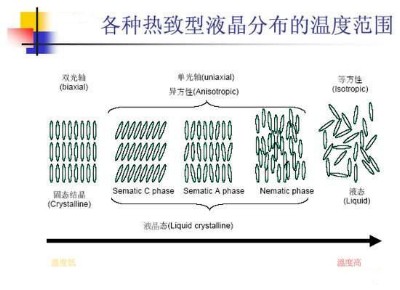 各种热致型液晶分布的温度范围
双光轴
(biaxial)
单光轴(uniaxial)
异方性(Anisotropic)
等方性
(Isotropic)
固态结晶
(Crystalline)
Sematic C phase
Sematic A phase
Nematic phase
液态
(Liquid)
液晶态(Liquid crystalline)
温度低
温度高